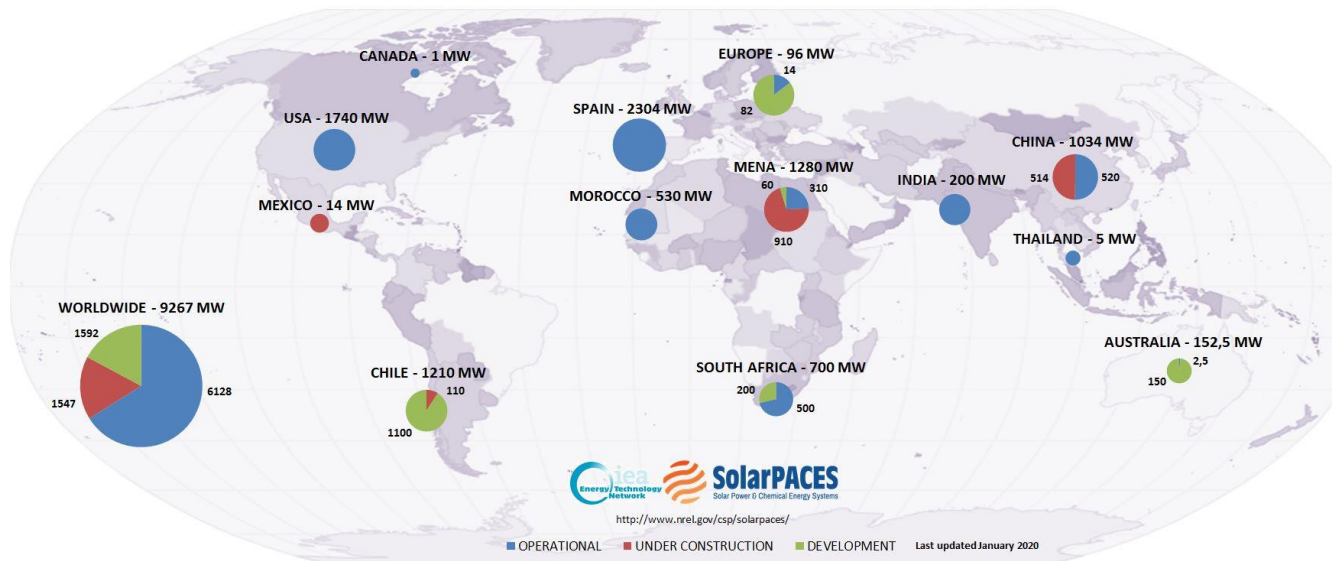 CANADA - 1 MW
EUROPE - 96 MW
14
82
USA - 1740 MW
SPAIN - 2304 MW
CHINA - 1034 MW
514
520
MENA - 1280 MW
60
310
910
INDIA - 200 MW
MEXICO - 14 MW
MOROCCO - 530 MW
THAILAND - 5 MW
WORLDWIDE - 9267 MW
1592
1547
6128
AUSTRALIA - 152,5 MW
2,5
150
CHILE - 1210 MW
110
1100
SOUTH AFRICA - 700 MW
200
500
iea
Energy Technology
Network
SolarPACES
Solar Power & Chemical Energy Systems
http://www.nrel.gov/csp/solarpaces/
OPERATIONAL UNDER CONSTRUCTION DEVELOPMENT Last updated January 2020